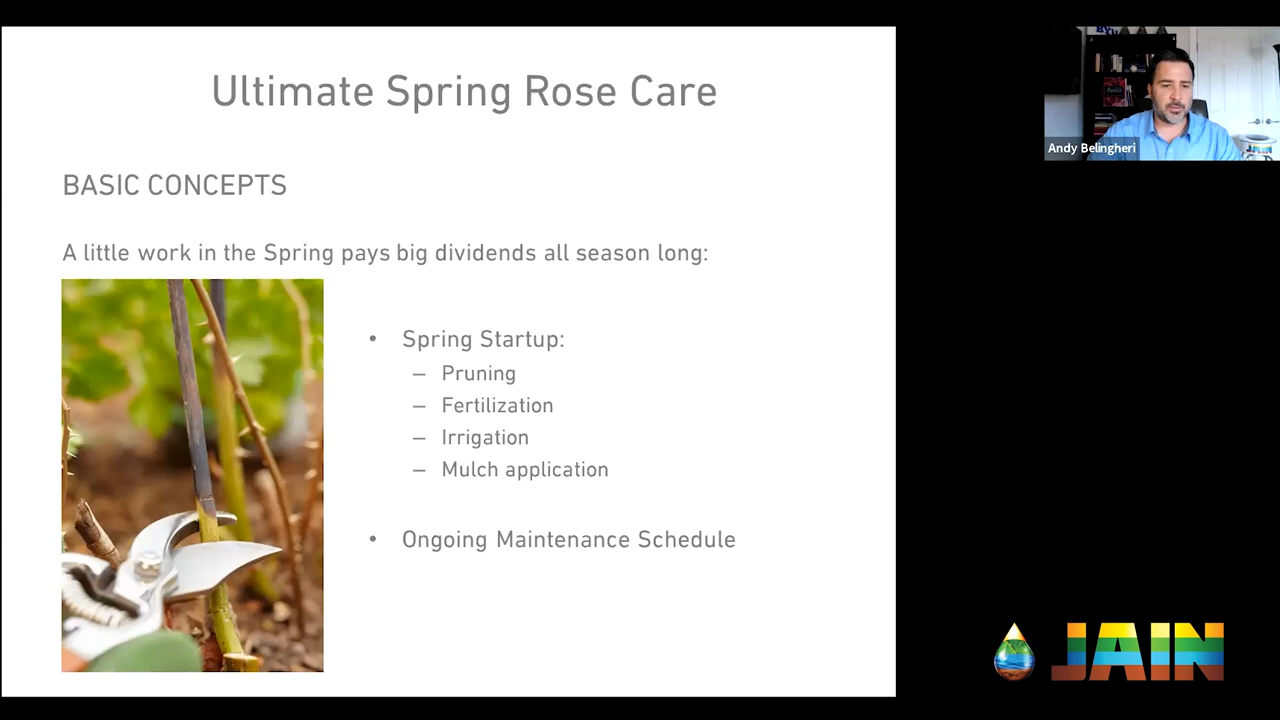 Ultimate Spring Rose Care
BASIC CONCEPTS
A little work in the Spring pays big dividends all season long:
• Spring Startup:
– Pruning
– Fertilization
– Irrigation
– Mulch application
• Ongoing Maintenance Schedule
Andy Belingheri
JAIN